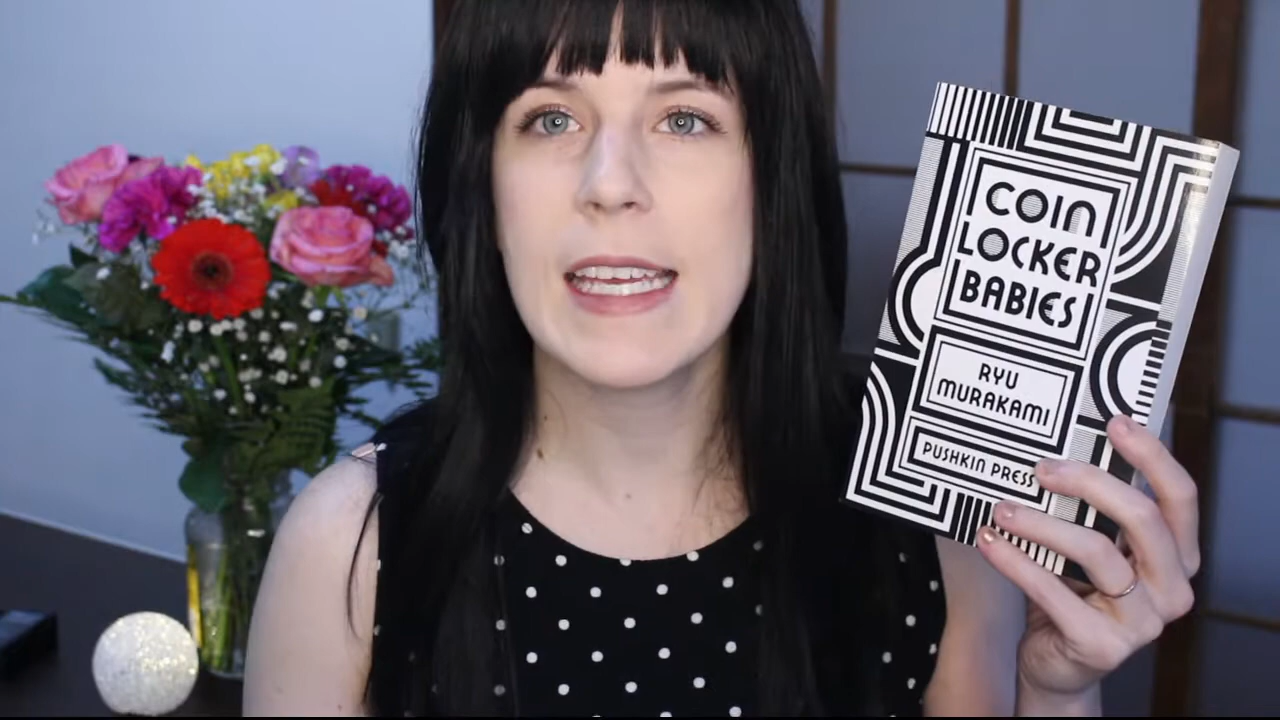 COIN
LOCKER
BABIES
RYU
MURAKAMI
PUSHKIN PRESS